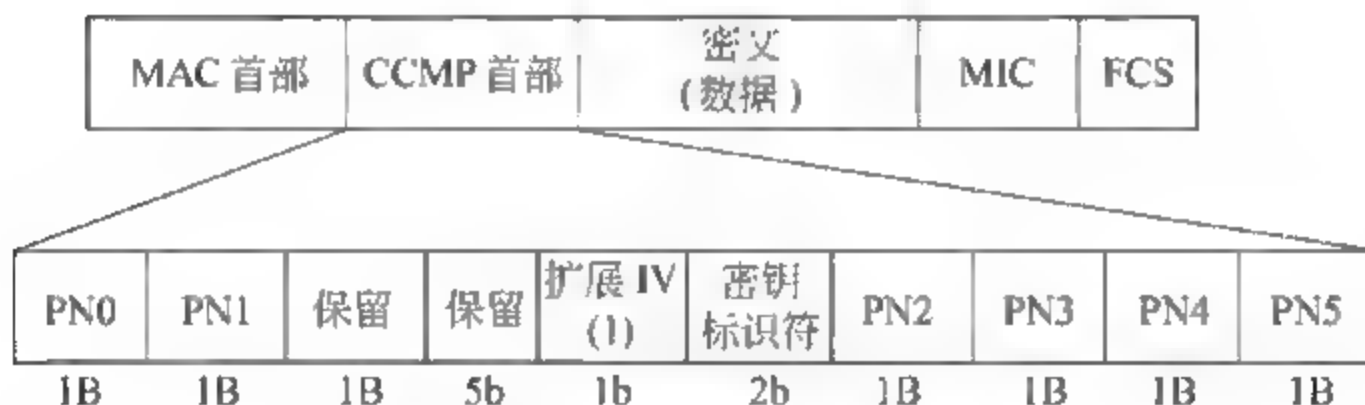 MAC 首部 CCMP 首部 密文 MIC FCS
(数据)
PN0 PN1 保留 保留 扩展 IV 密钥 PN2 PN3 PN4 PN5
(1) 标识符
1B 1B 1B 5b 1b 2b 1B 1B 1B 1B